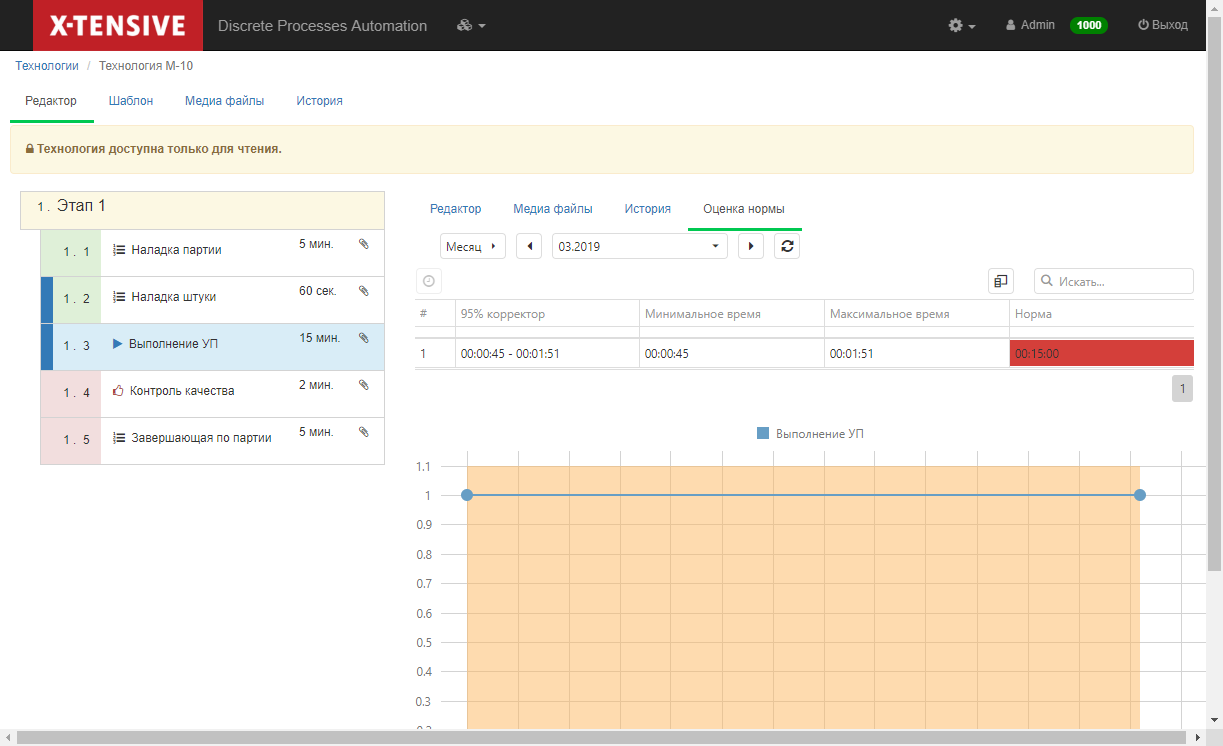 X-TENSIVE Discrete Processes Automation Admin 1000 Выход
Технологии / Технология М-10
Редактор Шаблон Медиа файлы История
Технология доступна только для чтения.
1. Этап 1
1. 1 Наладка партии 5 мин.
1. 2 Наладка штуки 60 сек.
1. 3 Выполнение УП 15 мин.
1. 4 Контроль качества 2 мин.
1. 5 Завершающая по партии 5 мин.
Редактор Медиа файлы История Оценка нормы
Месяц 03.2019
Искать...
# 95% корректор Минимальное время Максимальное время Норма
1 00:00:45 - 00:01:51 00:00:45 00:01:51 00:15:00
1
Выполнение УП
1.1
1
0.9
0.8
0.7
0.6
0.5
0.4
0.3